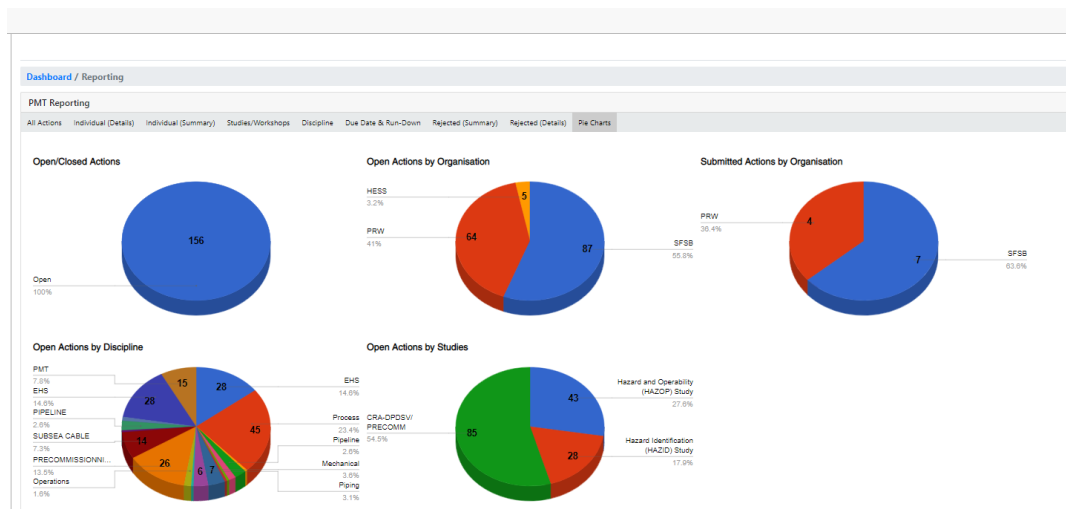 Dashboard / Reporting
PMT Reporting
All Actions Individual (Details) Individual (Summary) Studies/Workshops Discipline Due Date & Run-Down Rejected (Summary) Rejected (Details) Pie Charts
Open/Closed Actions
156
Open
100%
Open Actions by Organisation
HESS
3.2%
PRW
41%
5
64
87
SFSB
55.8%
Submitted Actions by Organisation
PRW
36.4%
4
7
SFSB
63.6%
Open Actions by Discipline
PMT
7.8%
EHS
14.6%
PIPELINE
2.6%
SUBSEA CABLE
7.3%
PRECOMMISSIONNI...
13.5%
Operations
1.6%
15
28
28
45
14
26
6
7
EHS
14.6%
Process
23.4%
Pipeline
2.6%
Mechanical
3.6%
Piping
3.1%
Open Actions by Studies
CRA-DPDSV/
PRECOMM
54.5%
85
43
28
Hazard and Operability
(HAZOP) Study
27.6%
Hazard Identification
(HAZID) Study
17.9%